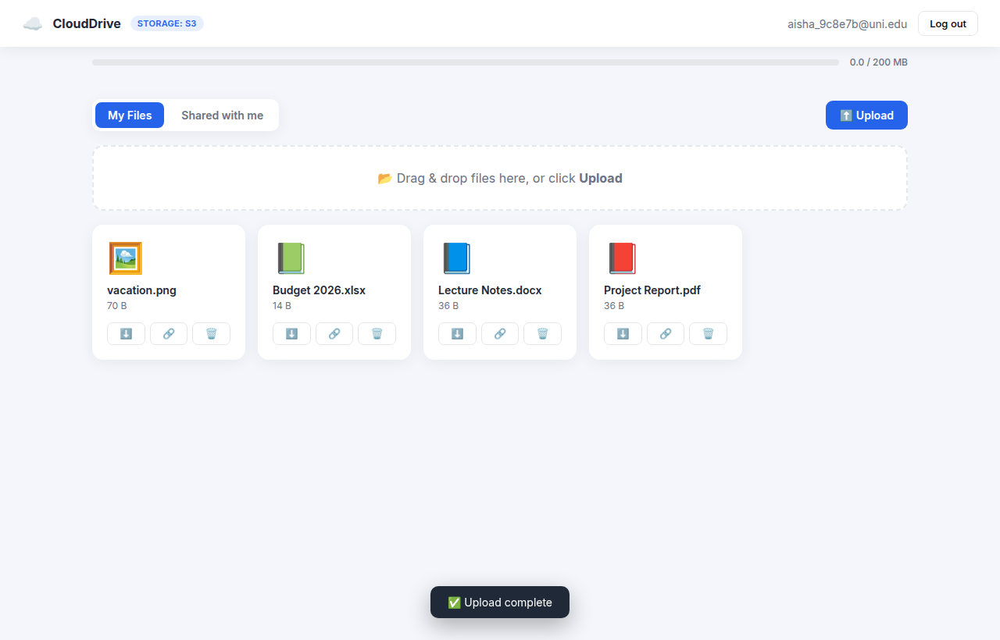 CloudDrive
STORAGE: S3
aisha_9c8e7b@uni.edu
Log out
0.0 / 200 MB
My Files
Shared with me
Upload
Drag & drop files here, or click Upload
vacation.png
70 B
Budget 2026.xlsx
14 B
Lecture Notes.docx
36 B
Project Report.pdf
36 B
Upload complete